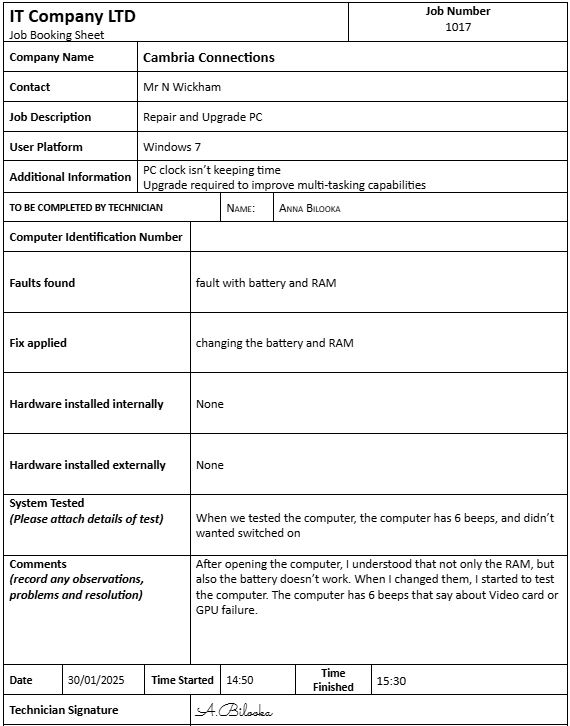 IT Company LTD
Job Booking Sheet
Job Number
1017
Company Name
Cambria Connections
Contact
Mr N Wickham
Job Description
Repair and Upgrade PC
User Platform
Windows 7
Additional Information
PC clock isn't keeping time
Upgrade required to improve multi-tasking capabilities
TO BE COMPLETED BY TECHNICIAN
NAME:
ANNA BILOOKA
Computer Identification Number
Faults found
fault with battery and RAM
Fix applied
changing the battery and RAM
Hardware installed internally
None
Hardware installed externally
None
System Tested
(Please attach details of test)
When we tested the computer, the computer has 6 beeps, and didn't
wanted switched on
Comments
(record any observations,
problems and resolution)
After opening the computer, I understood that not only the RAM, but
also the battery doesn't work. When I changed them, I started to test
the computer. The computer has 6 beeps that say about Video card or
GPU failure.
Date
30/01/2025
Time Started
14:50
Time
Finished
15:30
Technician Signature
A.Bilooka